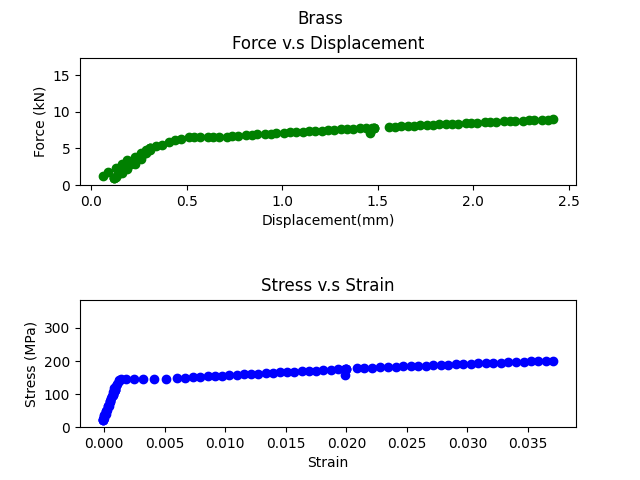 Brass
Force v.s Displacement
Force (kN)
15
10
5
0
0.0 0.5 1.0 1.5 2.0 2.5
Displacement(mm)
Stress v.s Strain
Stress (MPa)
300
200
100
0
0.000 0.005 0.010 0.015 0.020 0.025 0.030 0.035
Strain